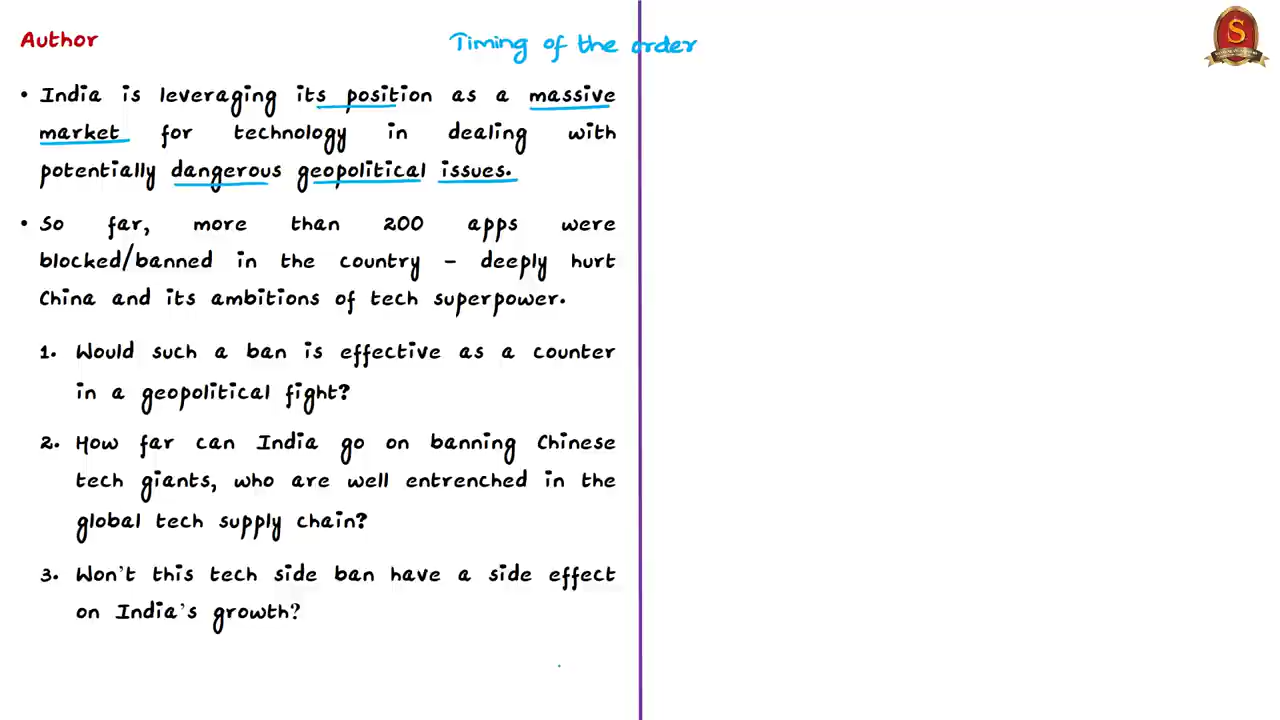 Author
Timing of the order
• India is leveraging its position as a massive
market for technology in dealing with
potentially dangerous geopolitical issues.
• So far, more than 200 apps were
blocked/banned in the country - deeply hurt
China and its ambitions of tech superpower.
1. Would such a ban is effective as a counter
in a geopolitical fight?
2. How far can India go on banning Chinese
tech giants, who are well entrenched in the
global tech supply chain?
3. Won't this tech side ban have a side effect
on India's growth?
S